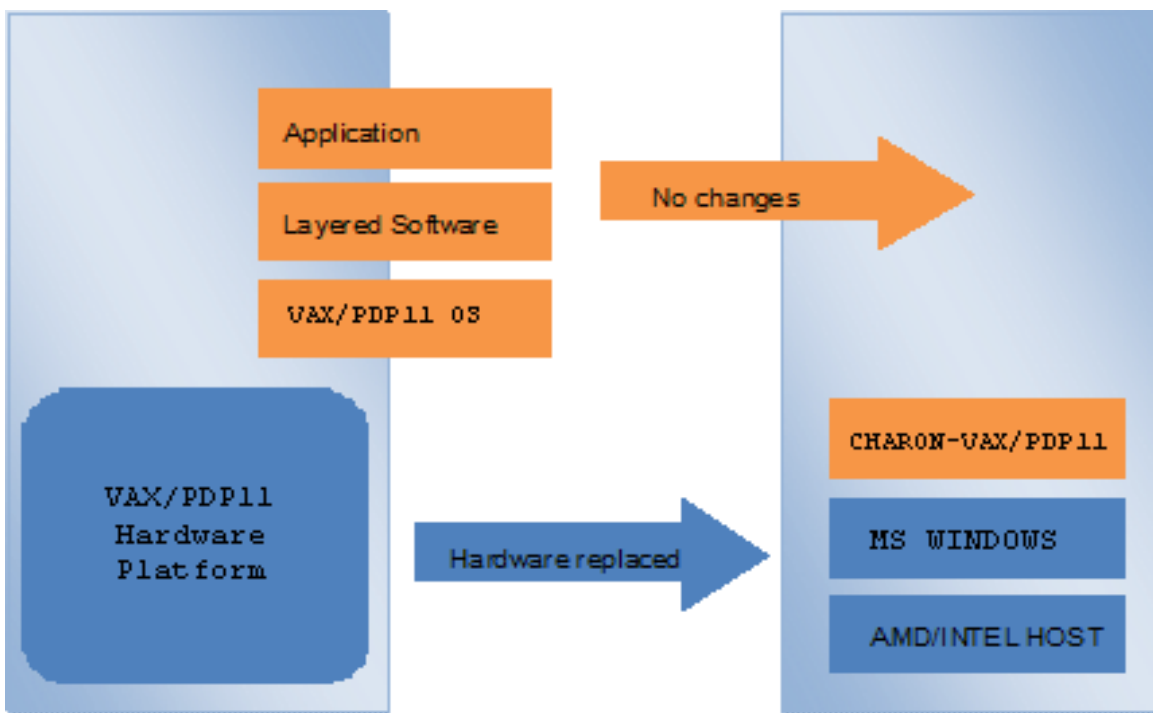 Application
Layered Software
VAX/PDP11 OS
VAX/PDP11
Hardware
Platform
No changes
Hardware replaced
CHARON-VAX/PDP11
MS WINDOWS
AMD/INTEL HOST